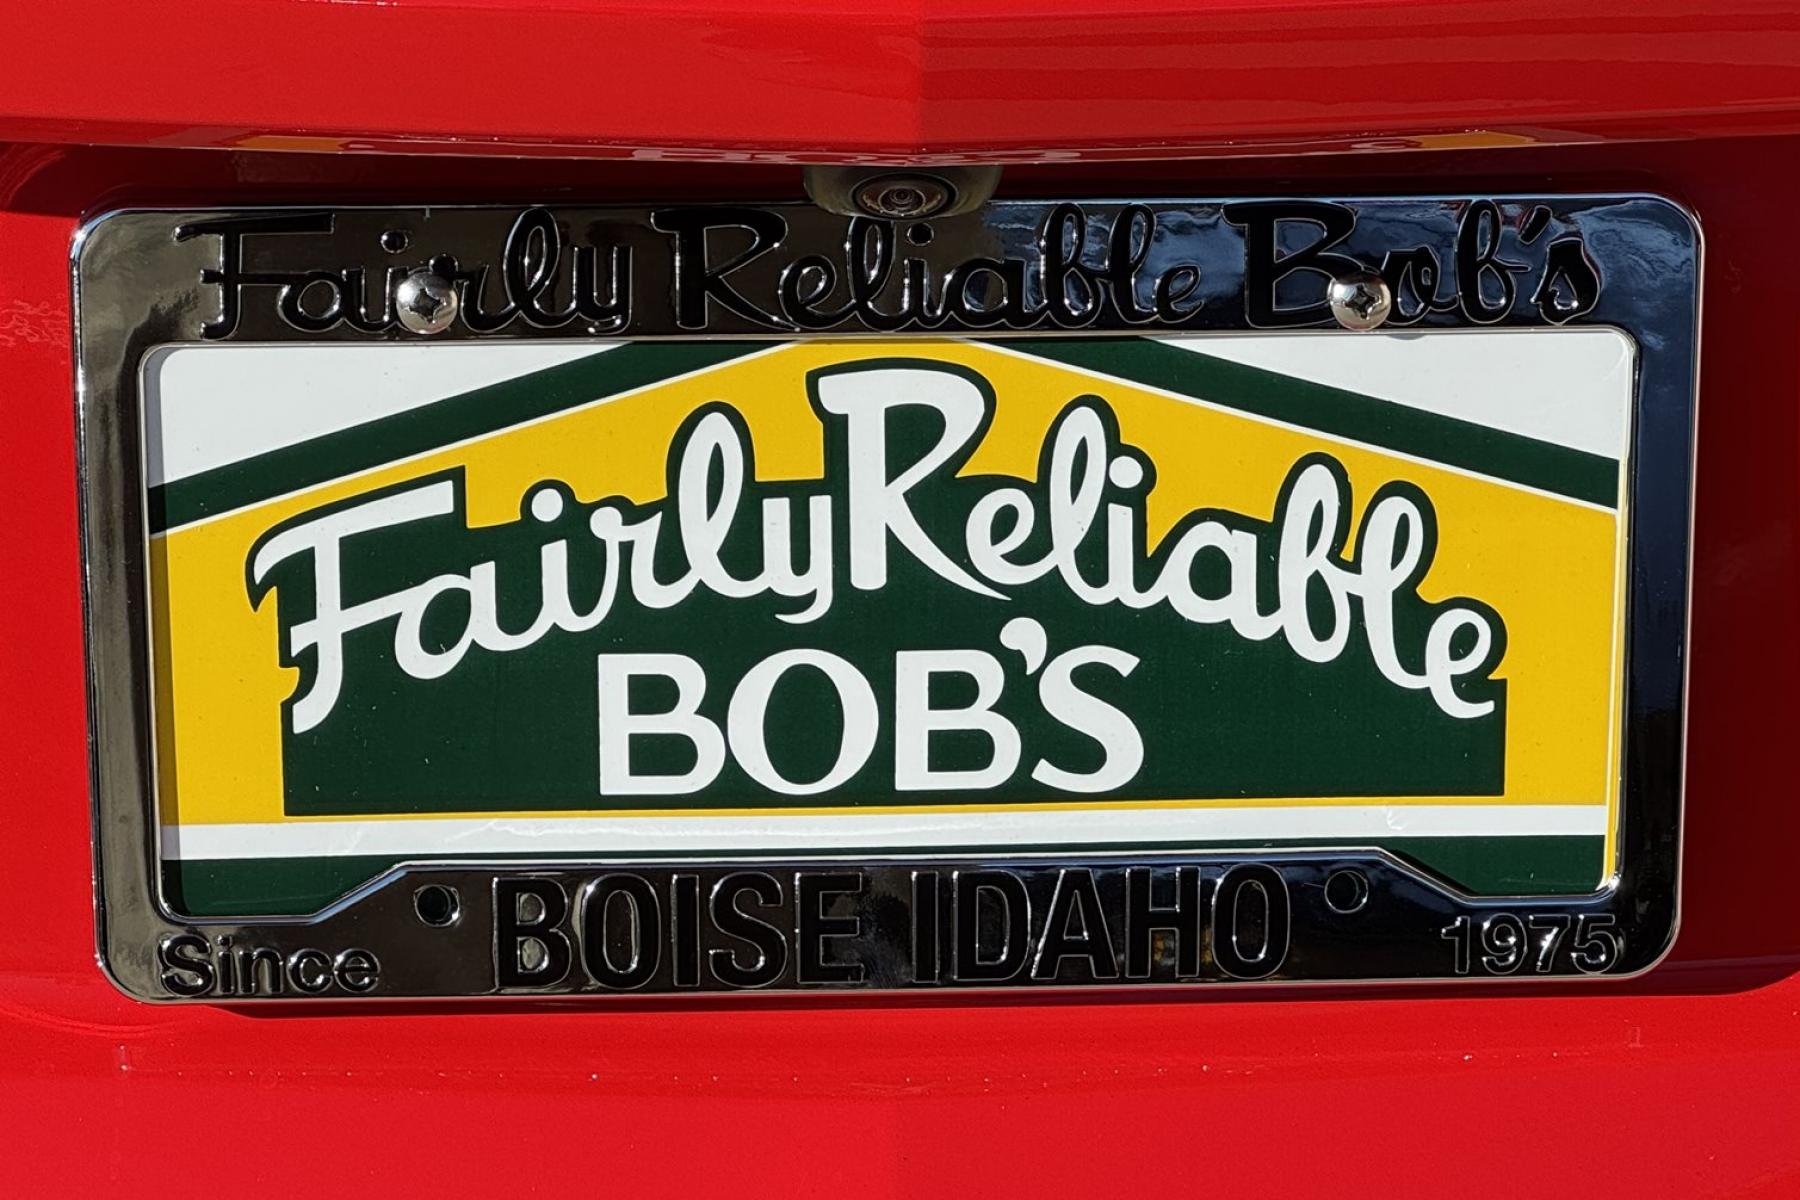 Fairly Reliable Bob's
Fairly Reliable
BOB'S
BOISE IDAHO
Since 1975